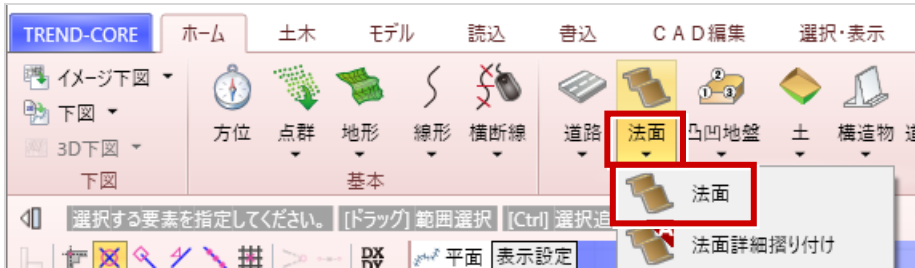 TREND-CORE ホーム 土木 モデル 読込 書込 CAD編集 選択・表示
イメージ下図
下図
3D下図
方位 点群 地形 線形 横断線 道路 法面 凸凹地盤 土 構造物
下図 基本
法面
選択する要素を指定してください。 [ドラッグ] 範囲選択 [Ctrl] 選択追
法面詳細摺り付け
DX
平面 表示設定